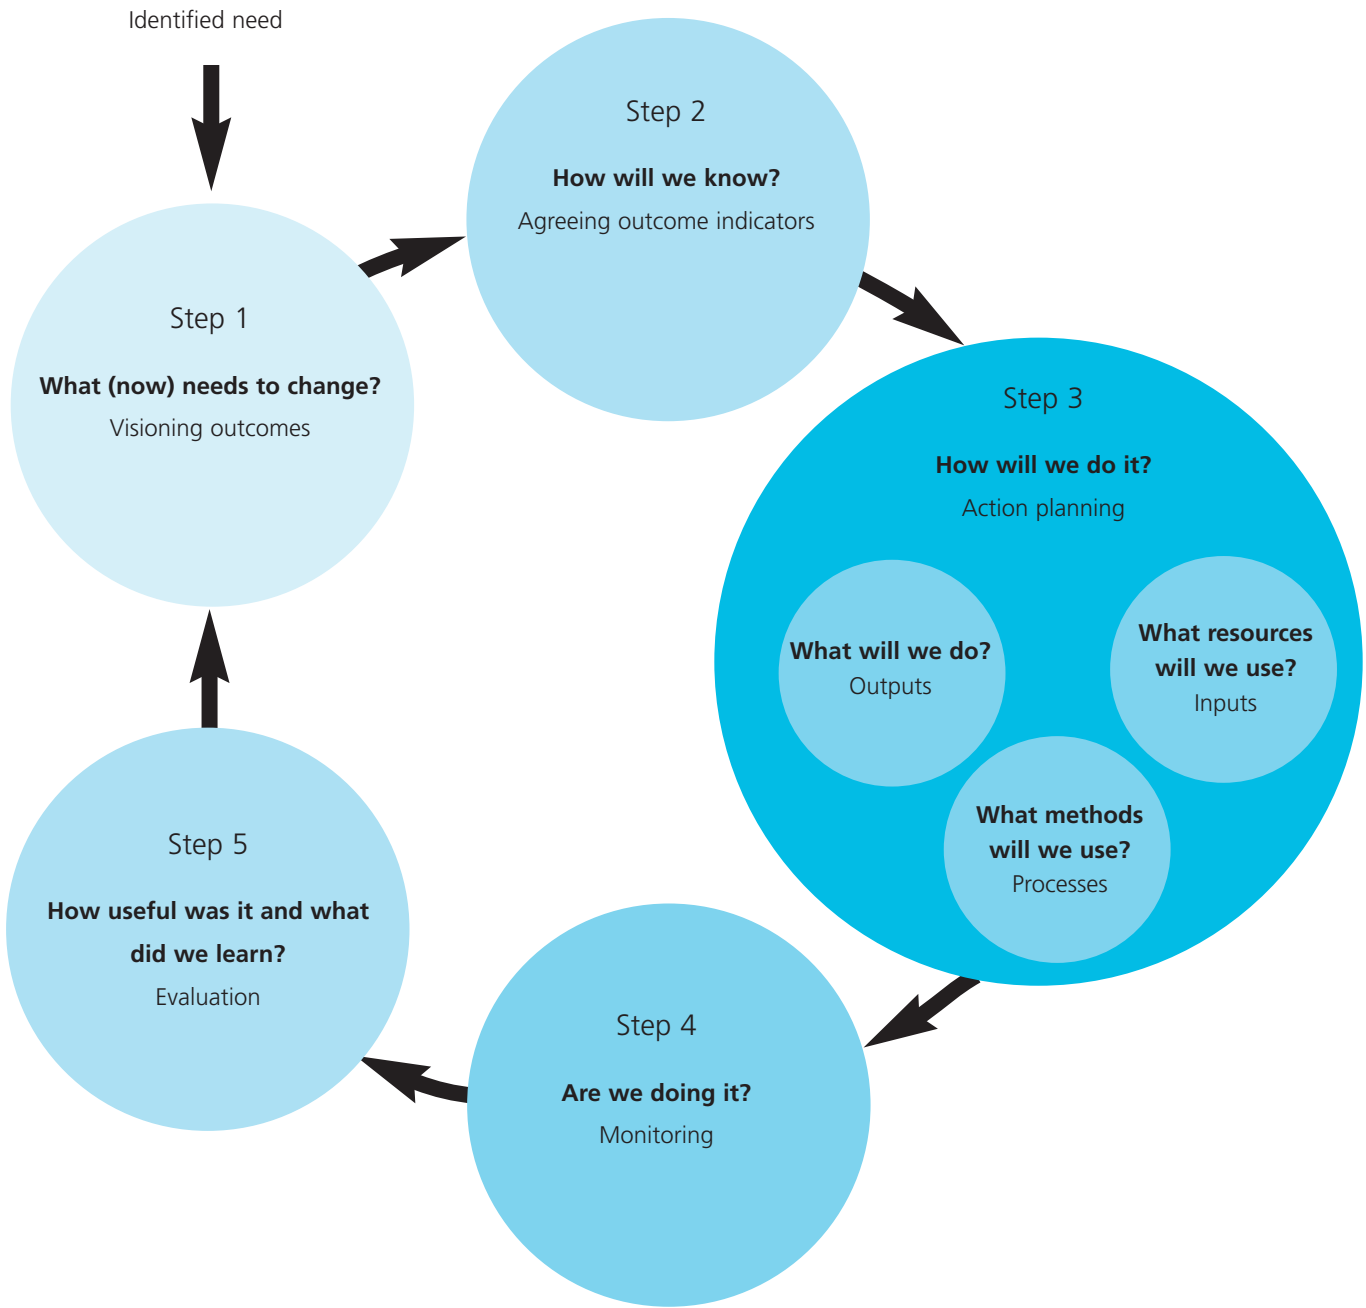 Identified need
Step 1
What (now) needs to change?
Visioning outcomes
Step 2
How will we know?
Agreeing outcome indicators
Step 3
How will we do it?
Action planning
What will we do?
Outputs
What resources
will we use?
Inputs
What methods
will we use?
Processes
Step 4
Are we doing it?
Monitoring
Step 5
How useful was it and what
did we learn?
Evaluation